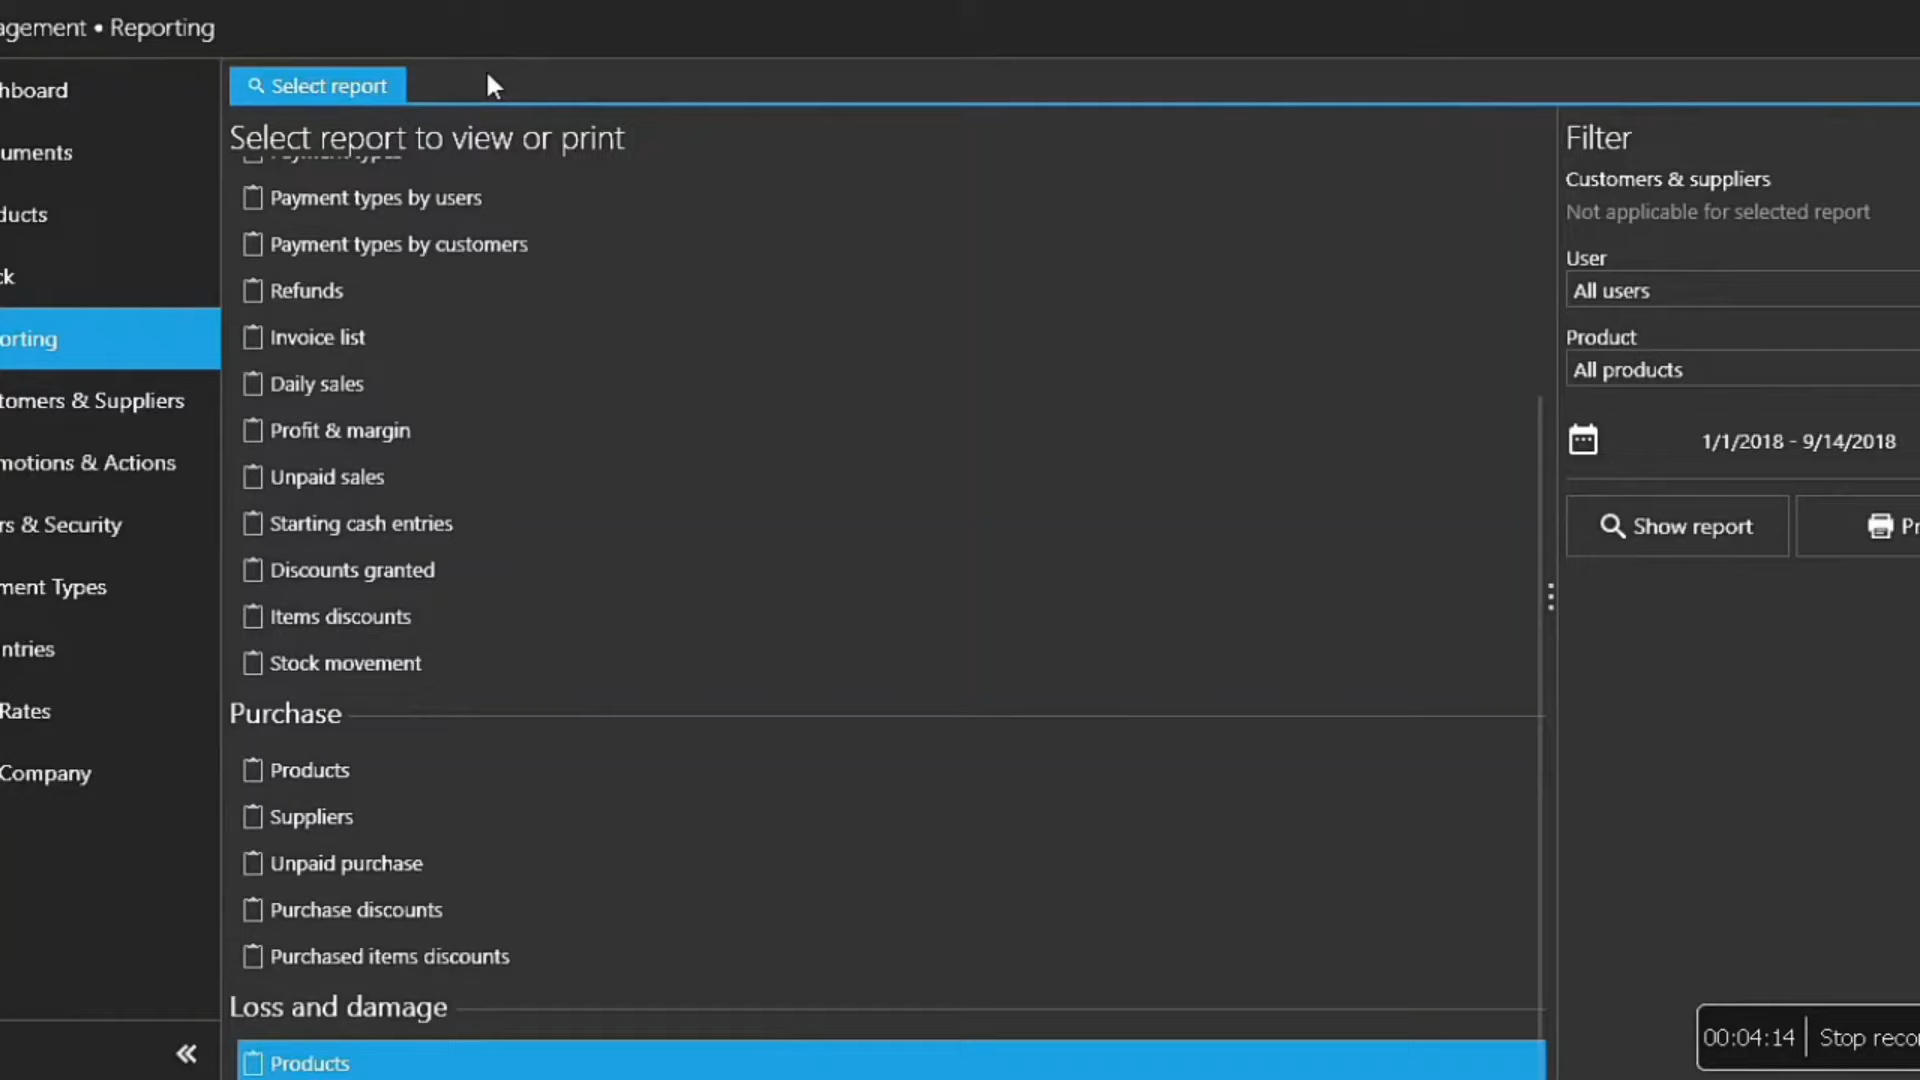 agement • Reporting
hboard
uments
ducts
ck
orting
tomers & Suppliers
motions & Actions
rs & Security
ment Types
ntries
Rates
Company
Select report
Select report to view or print
Payment types
Payment types by users
Payment types by customers
Refunds
Invoice list
Daily sales
Profit & margin
Unpaid sales
Starting cash entries
Discounts granted
Items discounts
Stock movement
Purchase
Products
Suppliers
Unpaid purchase
Purchase discounts
Purchased items discounts
Loss and damage
Products
Filter
Customers & suppliers
Not applicable for selected report
User
All users
Product
All products
1/1/2018 - 9/14/2018
Show report
Pr
00:04:14
Stop reco